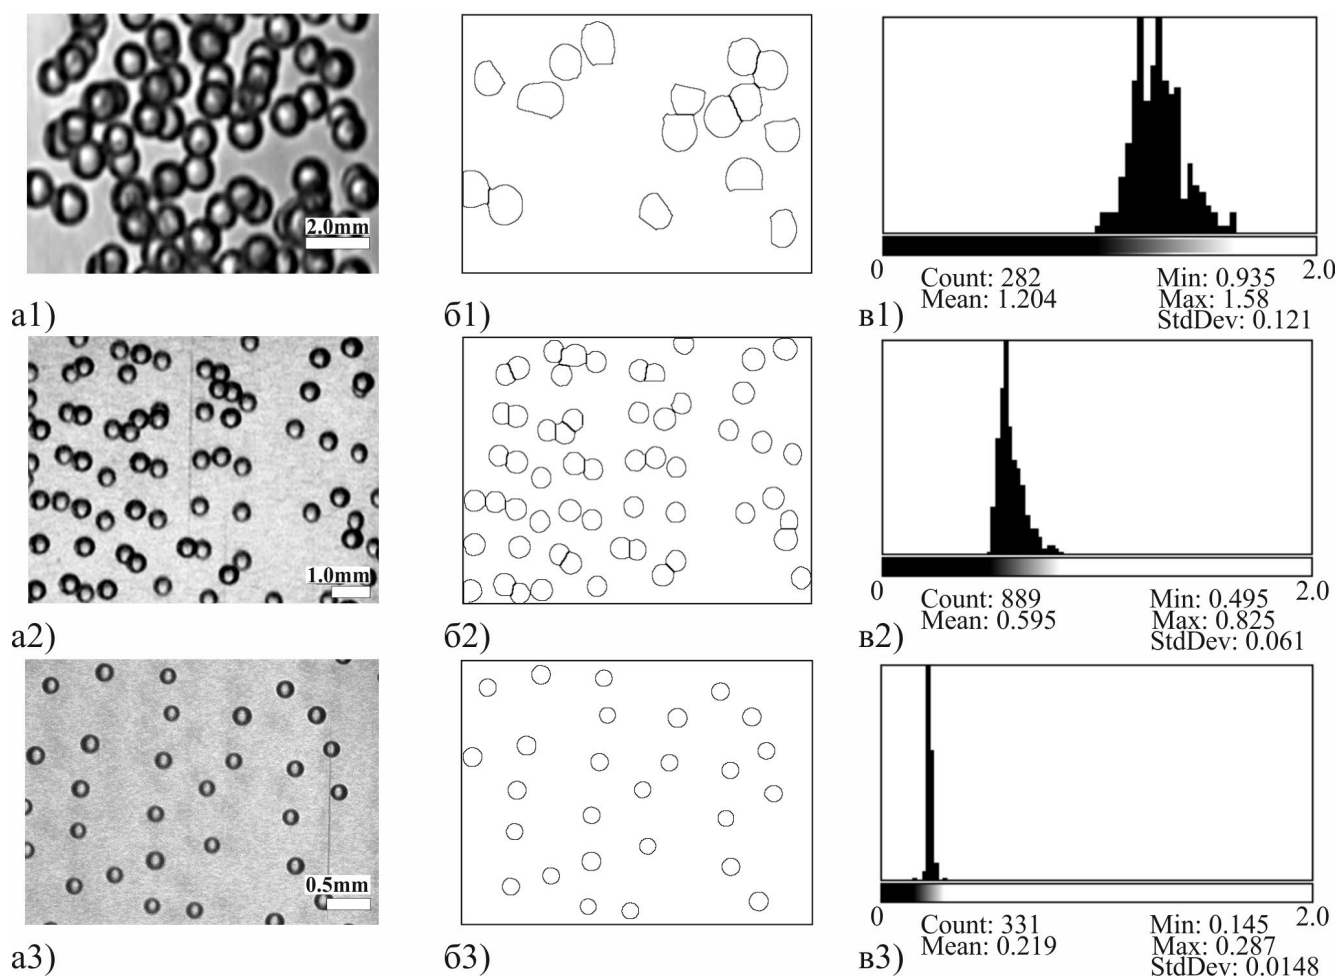 2.0mm
0 2.0
Count: 282 Min: 0.935
Mean: 1.204 Max: 1.58
StdDev: 0.121
а1) б1) в1)
1.0mm
0 2.0
Count: 889 Min: 0.495
Mean: 0.595 Max: 0.825
StdDev: 0.061
а2) б2) в2)
0.5mm
0 2.0
Count: 331 Min: 0.145
Mean: 0.219 Max: 0.287
StdDev: 0.0148
а3) б3) в3)